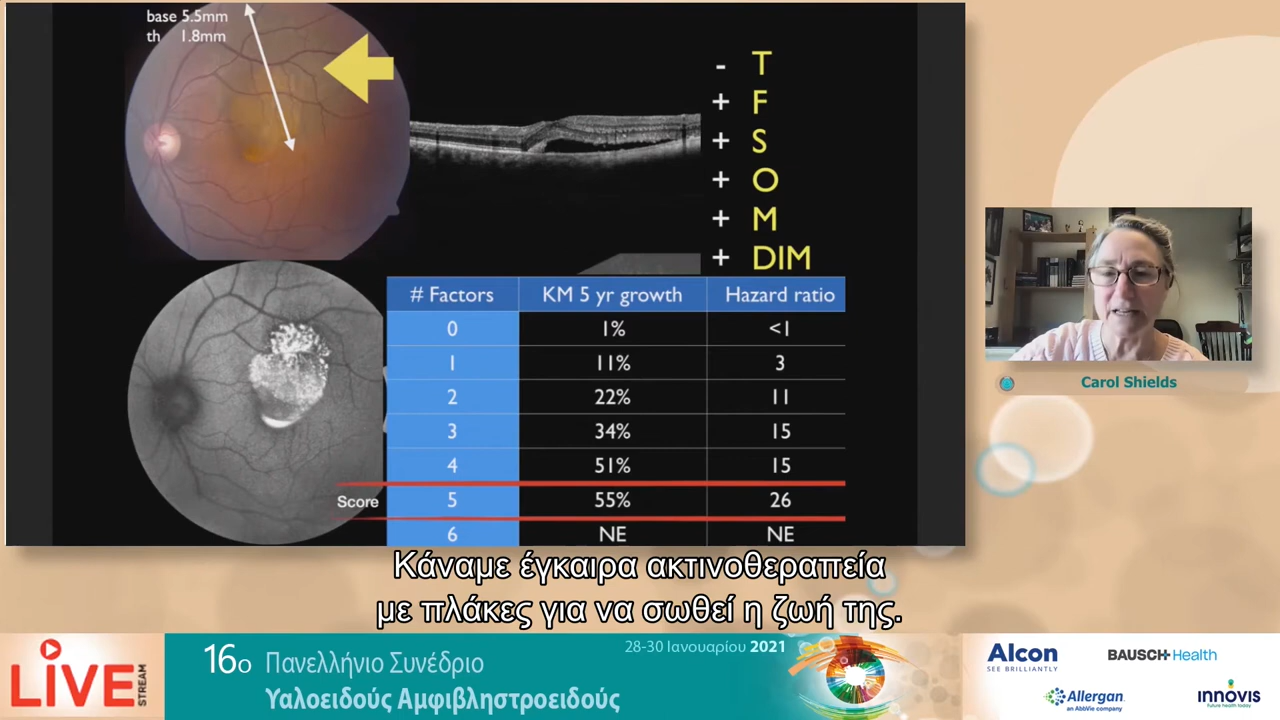 base 5.5mm
th 1.8mm
- T
+ F
+ S
+ O
+ M
+ DIM
# Factors KM 5 yr growth Hazard ratio
0 1% <1
1 11% 3
2 22% 11
3 34% 15
4 51% 15
Score 5 55% 26
6 NE NE
Carol Shields
Κάναμε έγκαιρα ακτινοθεραπεία
με πλάκες για να σωθεί η ζωή της.
LIVE STREAM
16ο Πανελλήνιο Συνέδριο
Υαλοειδούς Αμφιβληστροειδούς
28-30 Ιανουαρίου 2021
Alcon
SEE BRILLIANTLY
BAUSCH+Health
Allergan
an AbbVie company
INNOVIS
Future health today